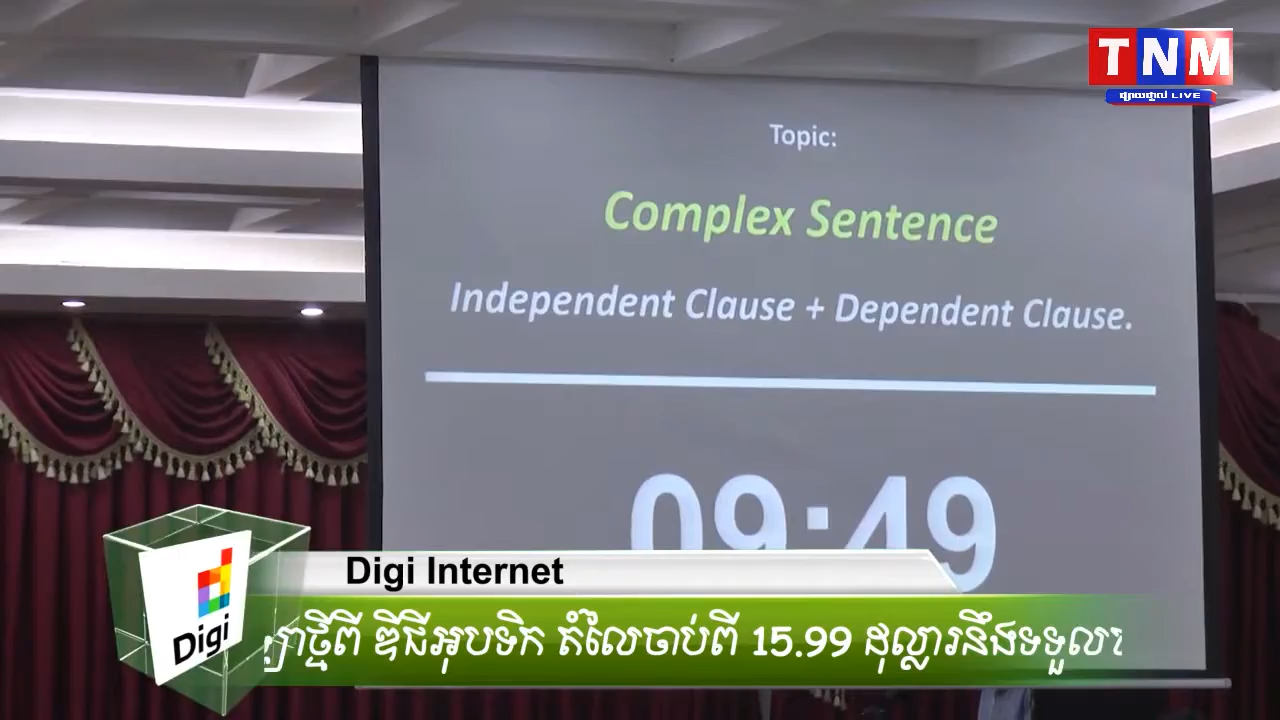 TNM
ផ្សាយផ្ទាល់ LIVE
Topic:
Complex Sentence
Independent Clause + Dependent Clause.
09:49
Digi Internet
Digi
ថ្មីពី ឌីជីអុបទិក តំលៃចាប់ពី 15.99 ដុល្លារនឹងទទួល